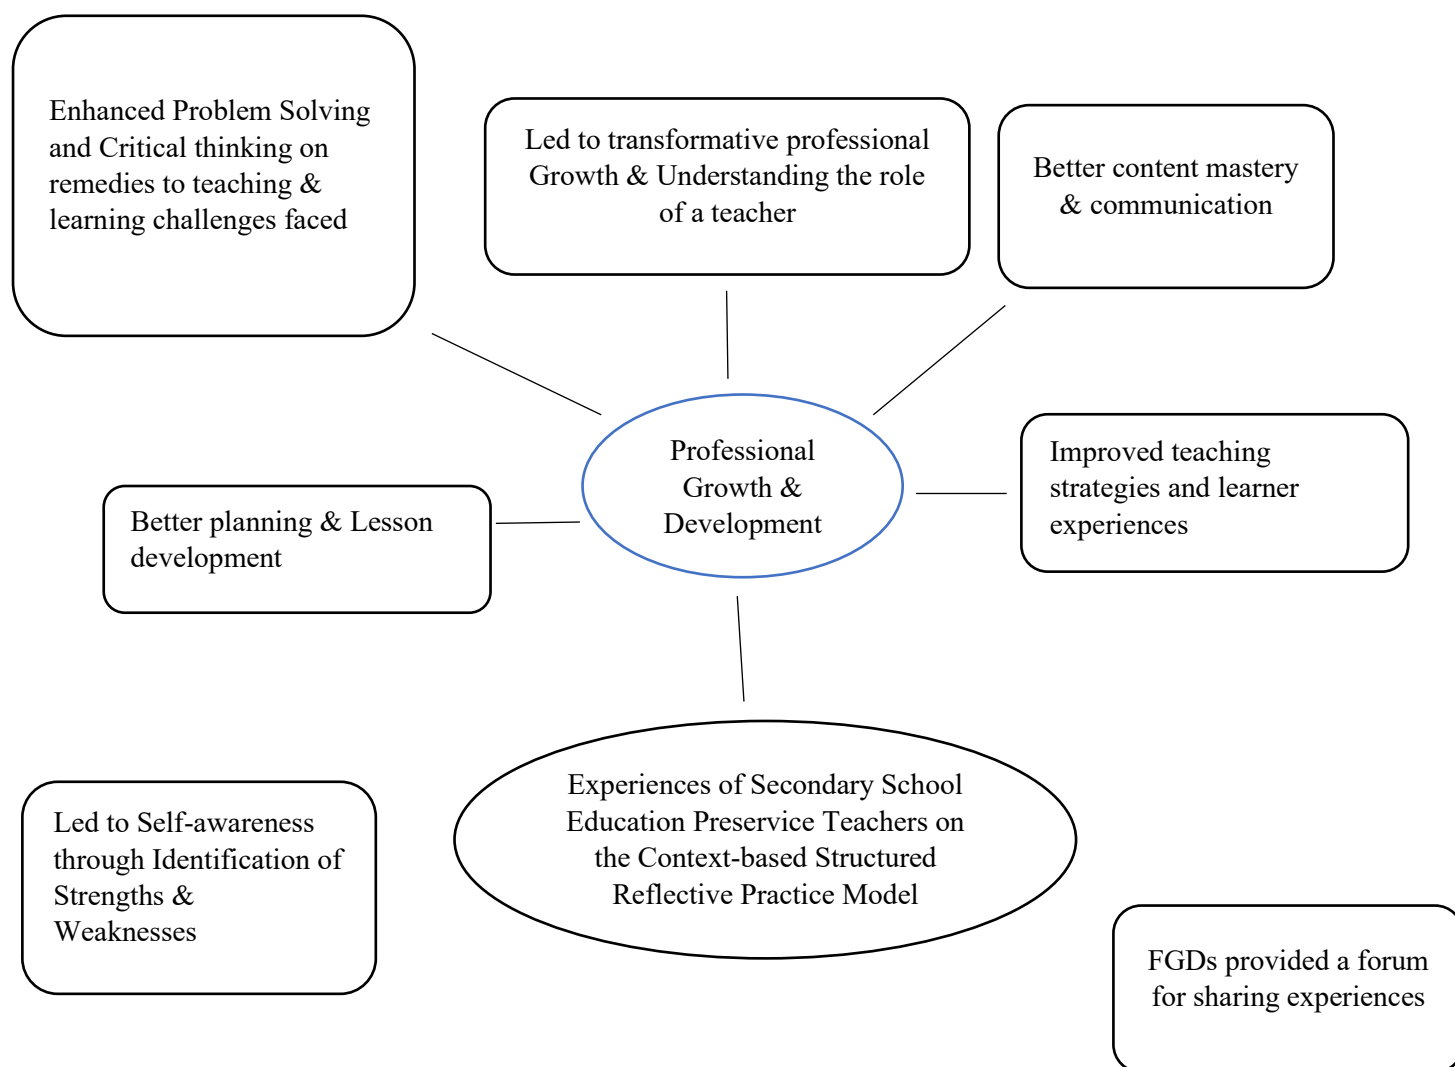 Enhanced Problem Solving
and Critical thinking on
remedies to teaching &
learning challenges faced
Led to transformative professional
Growth & Understanding the role
of a teacher
Better content mastery
& communication
Professional
Growth &
Development
Improved teaching
strategies and learner
experiences
Better planning & Lesson
development
Experiences of Secondary School
Education Preservice Teachers on
the Context-based Structured
Reflective Practice Model
Led to Self-awareness
through Identification of
Strengths &
Weaknesses
FGDs provided a forum
for sharing experiences